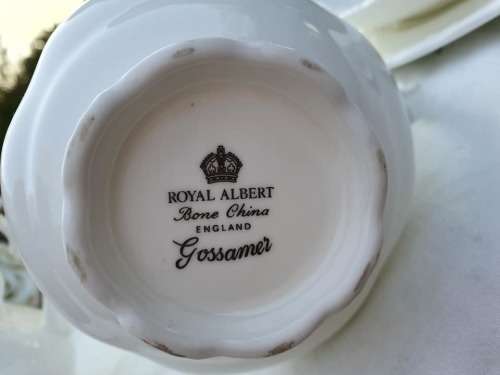 ROYAL ALBERT
Bone China
ENGLAND
Gossamer